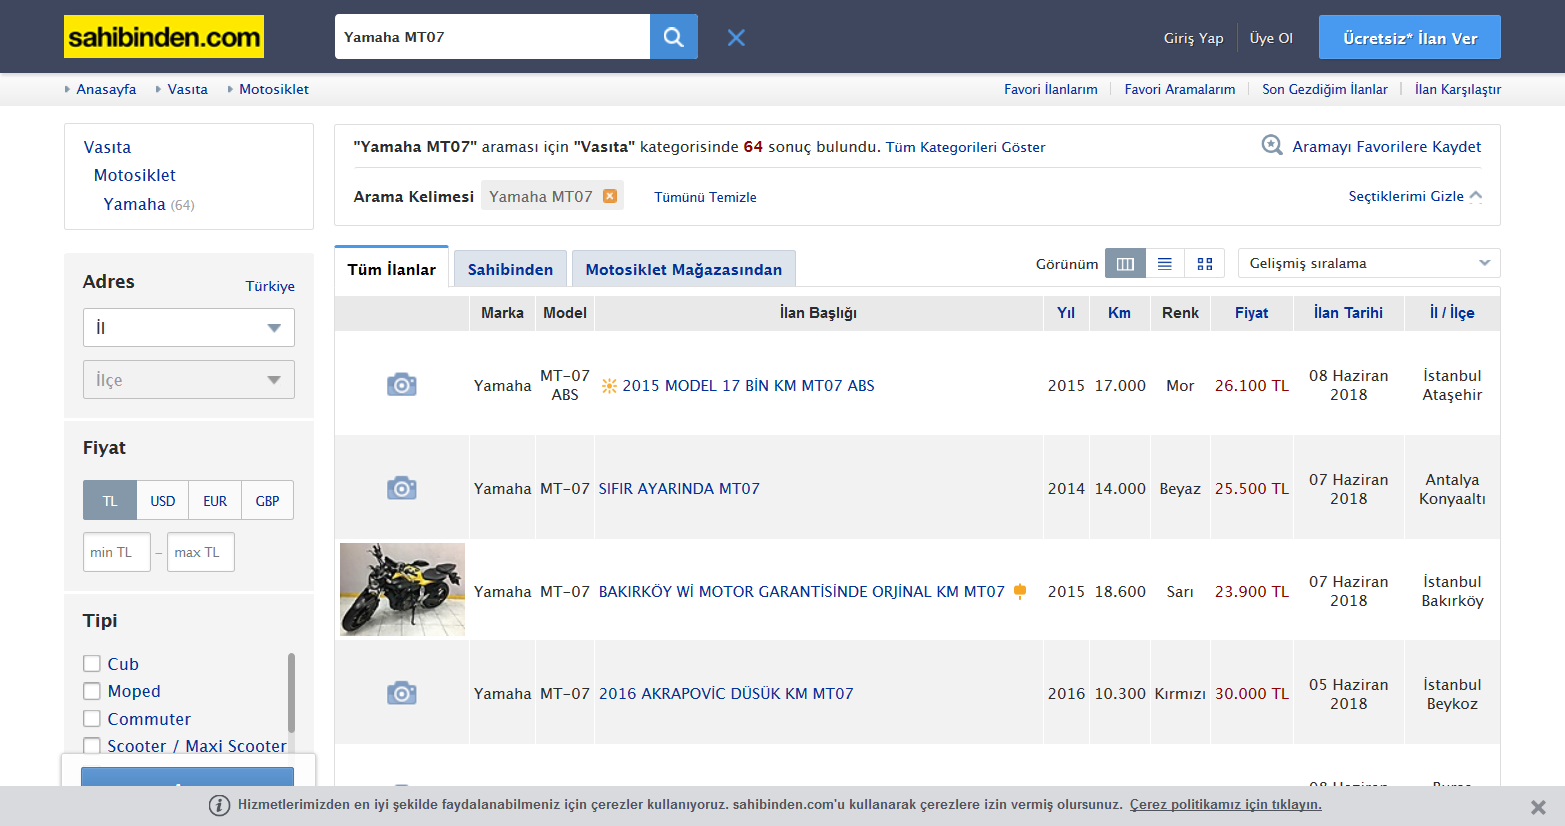 sahibinden.com
Yamaha MT07
Giriş Yap
Üye Ol
Ücretsiz* İlan Ver
Anasayfa
Vasıta
Motosiklet
Favori İlanlarım
Favori Aramalarım
Son Gezdiğim İlanlar
İlan Karşılaştır
Vasıta
Motosiklet
Yamaha (64)
"Yamaha MT07" araması için "Vasıta" kategorisinde 64 sonuç bulundu. Tüm Kategorileri Göster
Aramayı Favorilere Kaydet
Arama Kelimesi Yamaha MT07 Tümünü Temizle
Seçtiklerimi Gizle
Adres
Türkiye
İl
İlçe
Fiyat
TL USD EUR GBP
min TL – max TL
Tipi
Cub
Moped
Commuter
Scooter / Maxi Scooter
Tüm İlanlar
Sahibinden
Motosiklet Mağazasından
Görünüm
Gelişmiş sıralama
Marka Model İlan Başlığı Yıl Km Renk Fiyat İlan Tarihi İl / İlçe
Yamaha MT-07 ABS 2015 MODEL 17 BİN KM MT07 ABS 2015 17.000 Mor 26.100 TL 08 Haziran 2018 İstanbul Ataşehir
Yamaha MT-07 SIFIR AYARINDA MT07 2014 14.000 Beyaz 25.500 TL 07 Haziran 2018 Antalya Konyaaltı
Yamaha MT-07 BAKIRKÖY Wİ MOTOR GARANTİSİNDE ORJİNAL KM MT07 2015 18.600 Sarı 23.900 TL 07 Haziran 2018 İstanbul Bakırköy
Yamaha MT-07 2016 AKRAPOVİC DÜSÜK KM MT07 2016 10.300 Kırmızı 30.000 TL 05 Haziran 2018 İstanbul Beykoz
Hizmetlerimizden en iyi şekilde faydalanabilmeniz için çerezler kullanıyoruz. sahibinden.com'u kullanarak çerezlere izin vermiş olursunuz. Çerez politikamız için tıklayın.